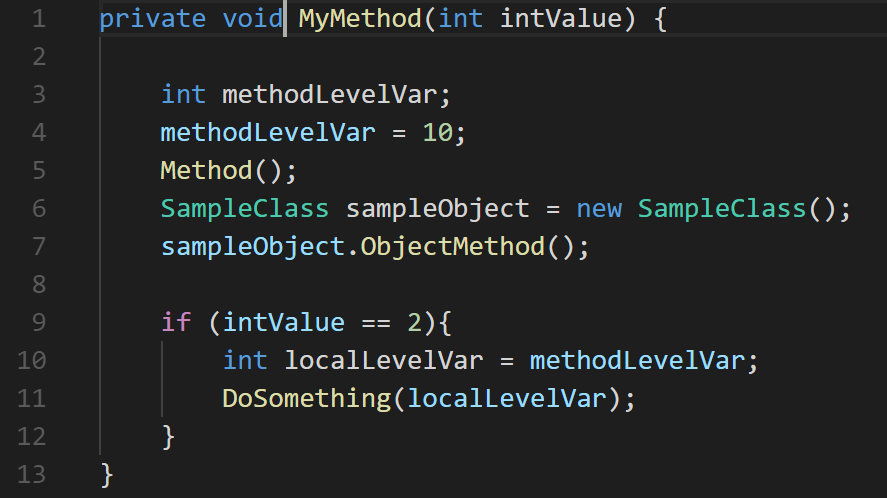 1 private void MyMethod(int intValue) {
2
3     int methodLevelVar;
4     methodLevelVar = 10;
5     Method();
6     SampleClass sampleObject = new SampleClass();
7     sampleObject.ObjectMethod();
8
9     if (intValue == 2){
10         int localLevelVar = methodLevelVar;
11         DoSomething(localLevelVar);
12     }
13 }